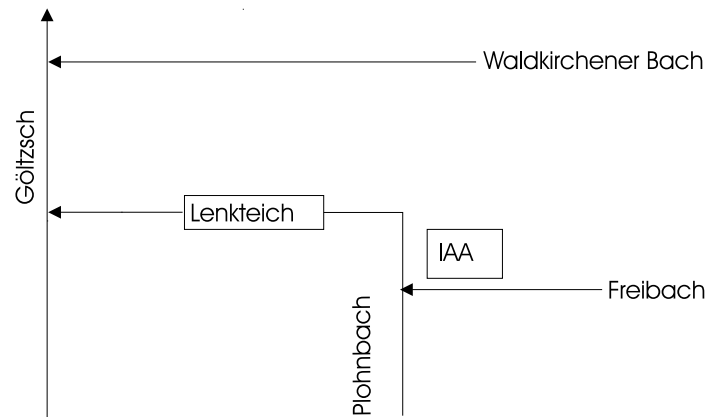 Waldkirchener Bach
Göltzsch
Lenkteich
IAA
Freibach
Plohnbach